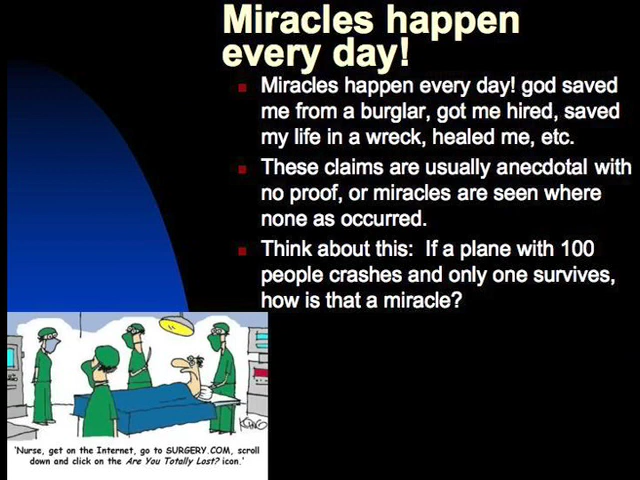 Miracles happen
every day!
Miracles happen every day! god saved
me from a burglar, got me hired, saved
my life in a wreck, healed me, etc.
These claims are usually anecdotal with
no proof, or miracles are seen where
none as occurred.
Think about this: If a plane with 100
people crashes and only one survives,
how is that a miracle?
'Nurse, get on the Internet, go to SURGERY.COM, scroll
down and click on the Are You Totally Lost? icon.'